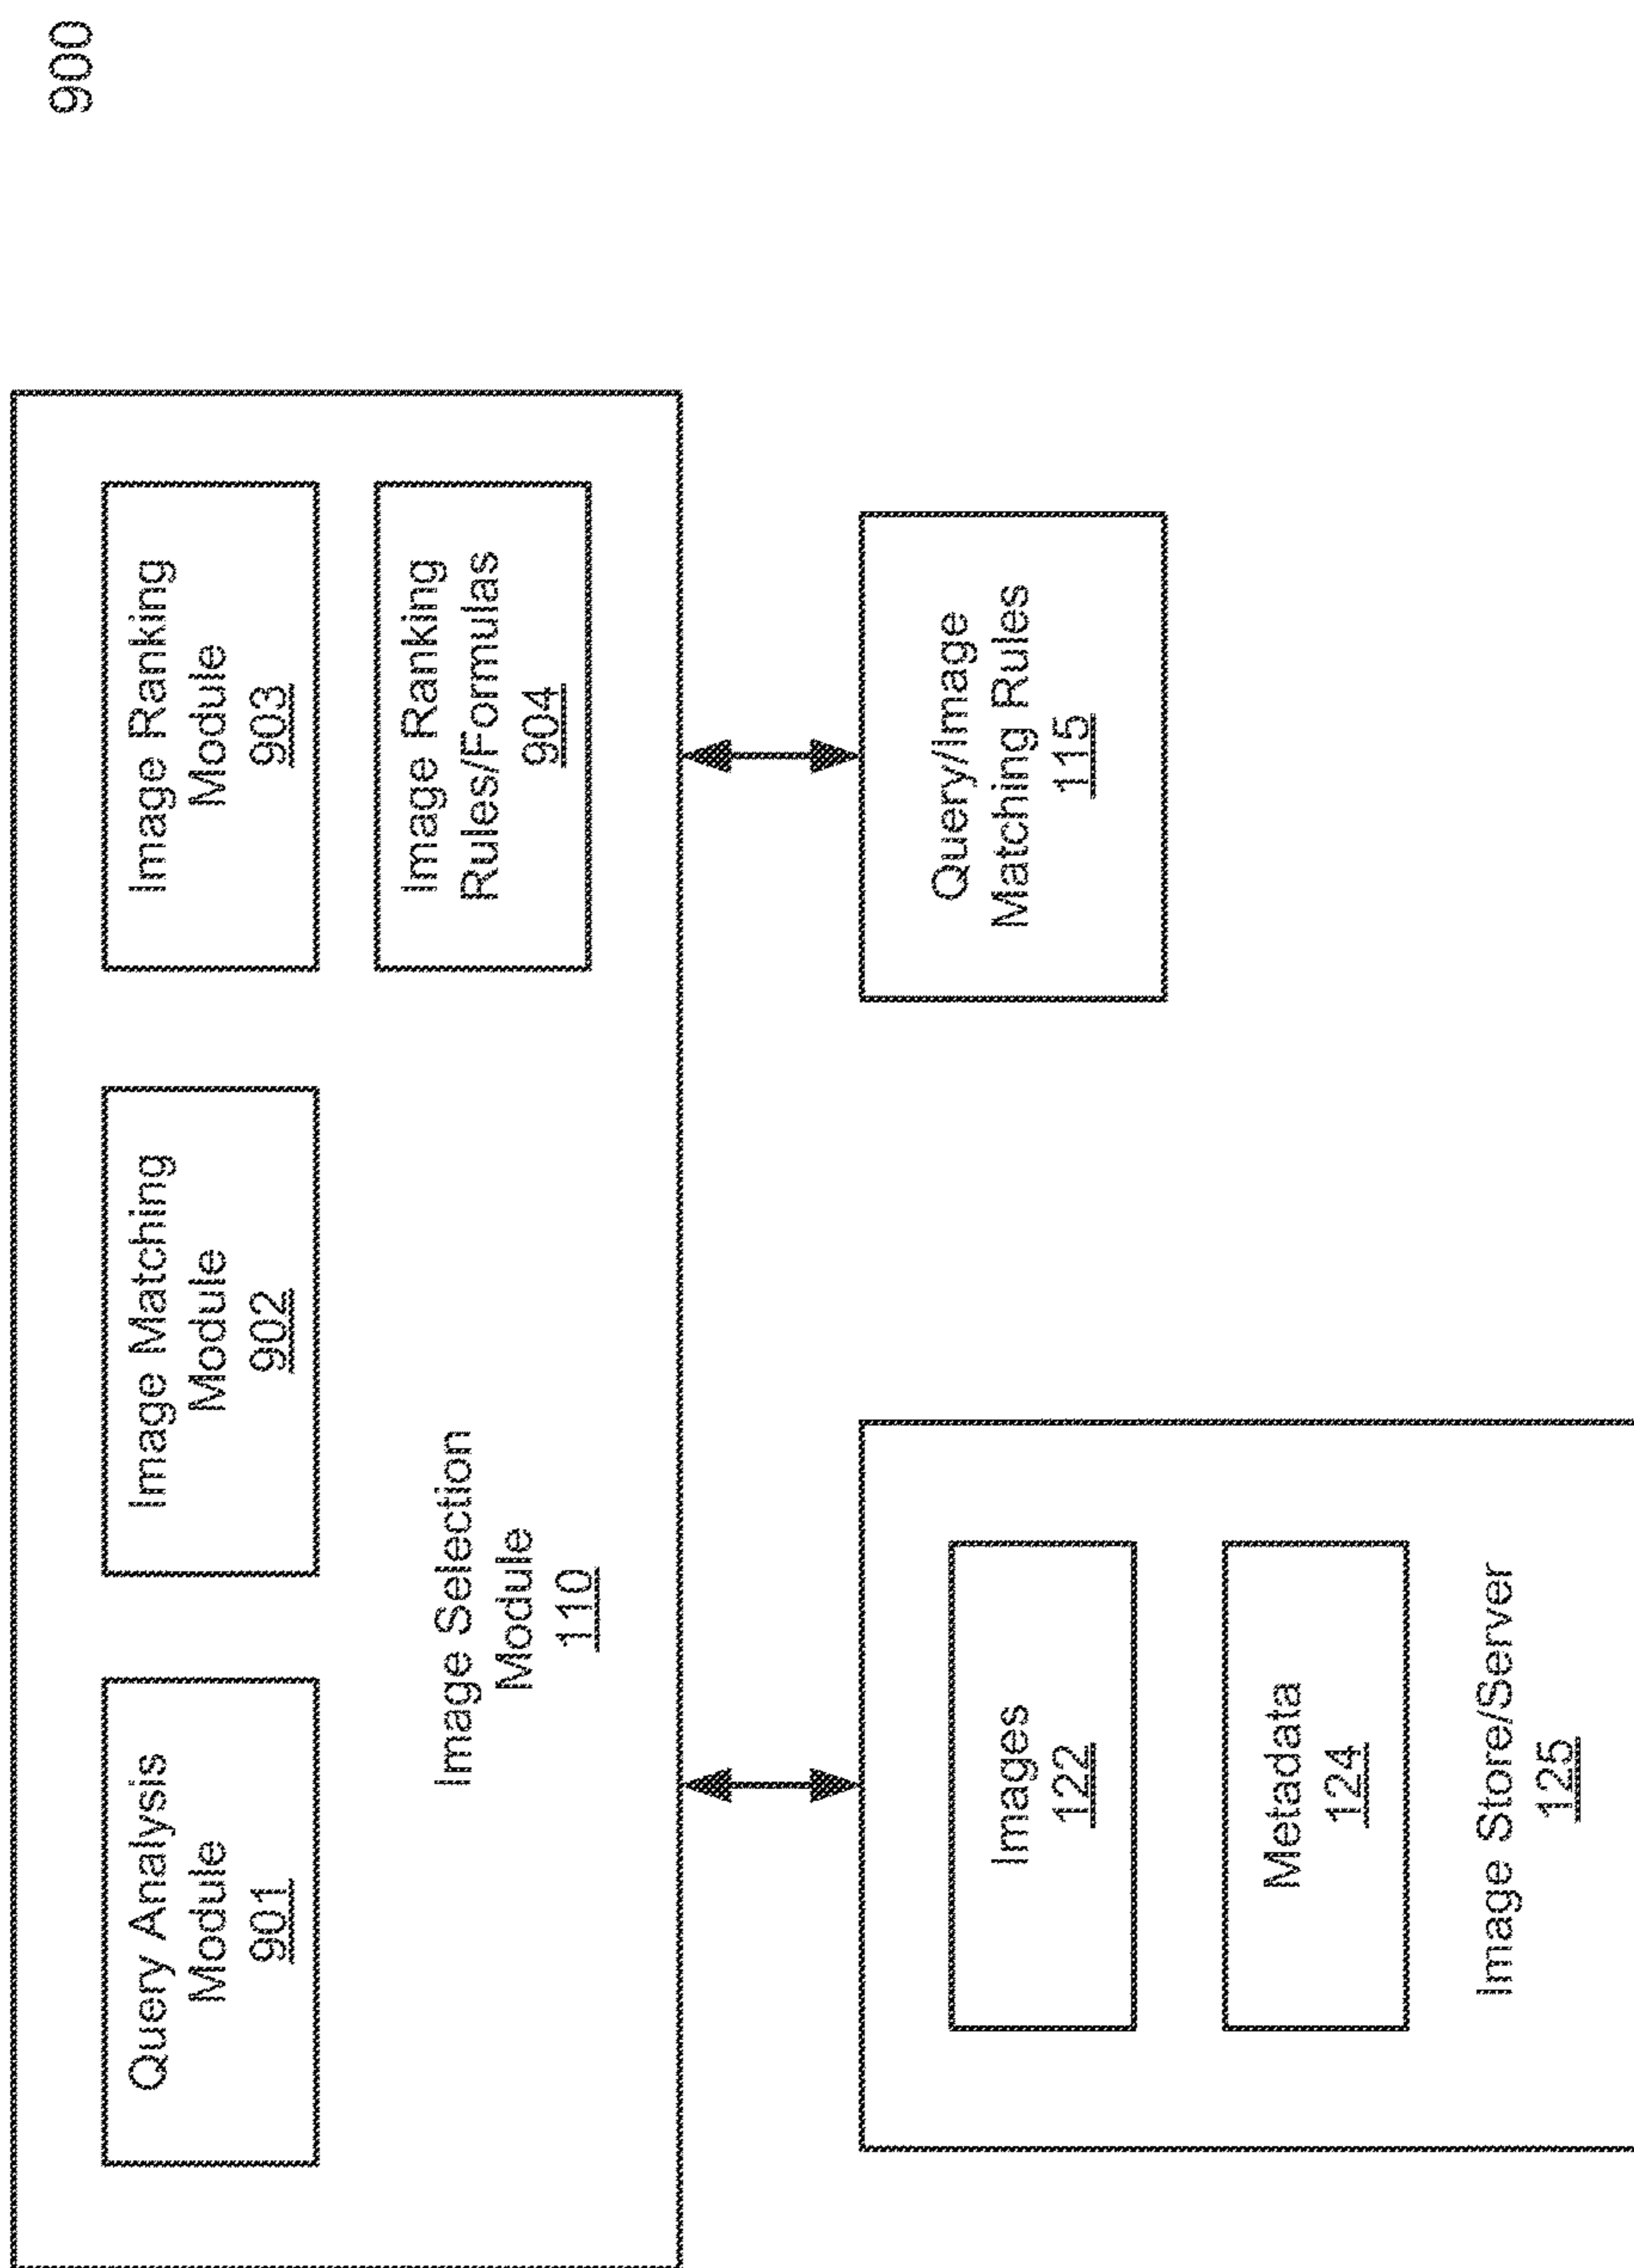 900
Query Analysis
Module
901
Image Matching
Module
902
Image Ranking
Module
903
Image Ranking
Rules/Formulas
904
Image Selection
Module
110
Images
122
Metadata
124
Image Store/Server
125
Query/Image
Matching Rules
115